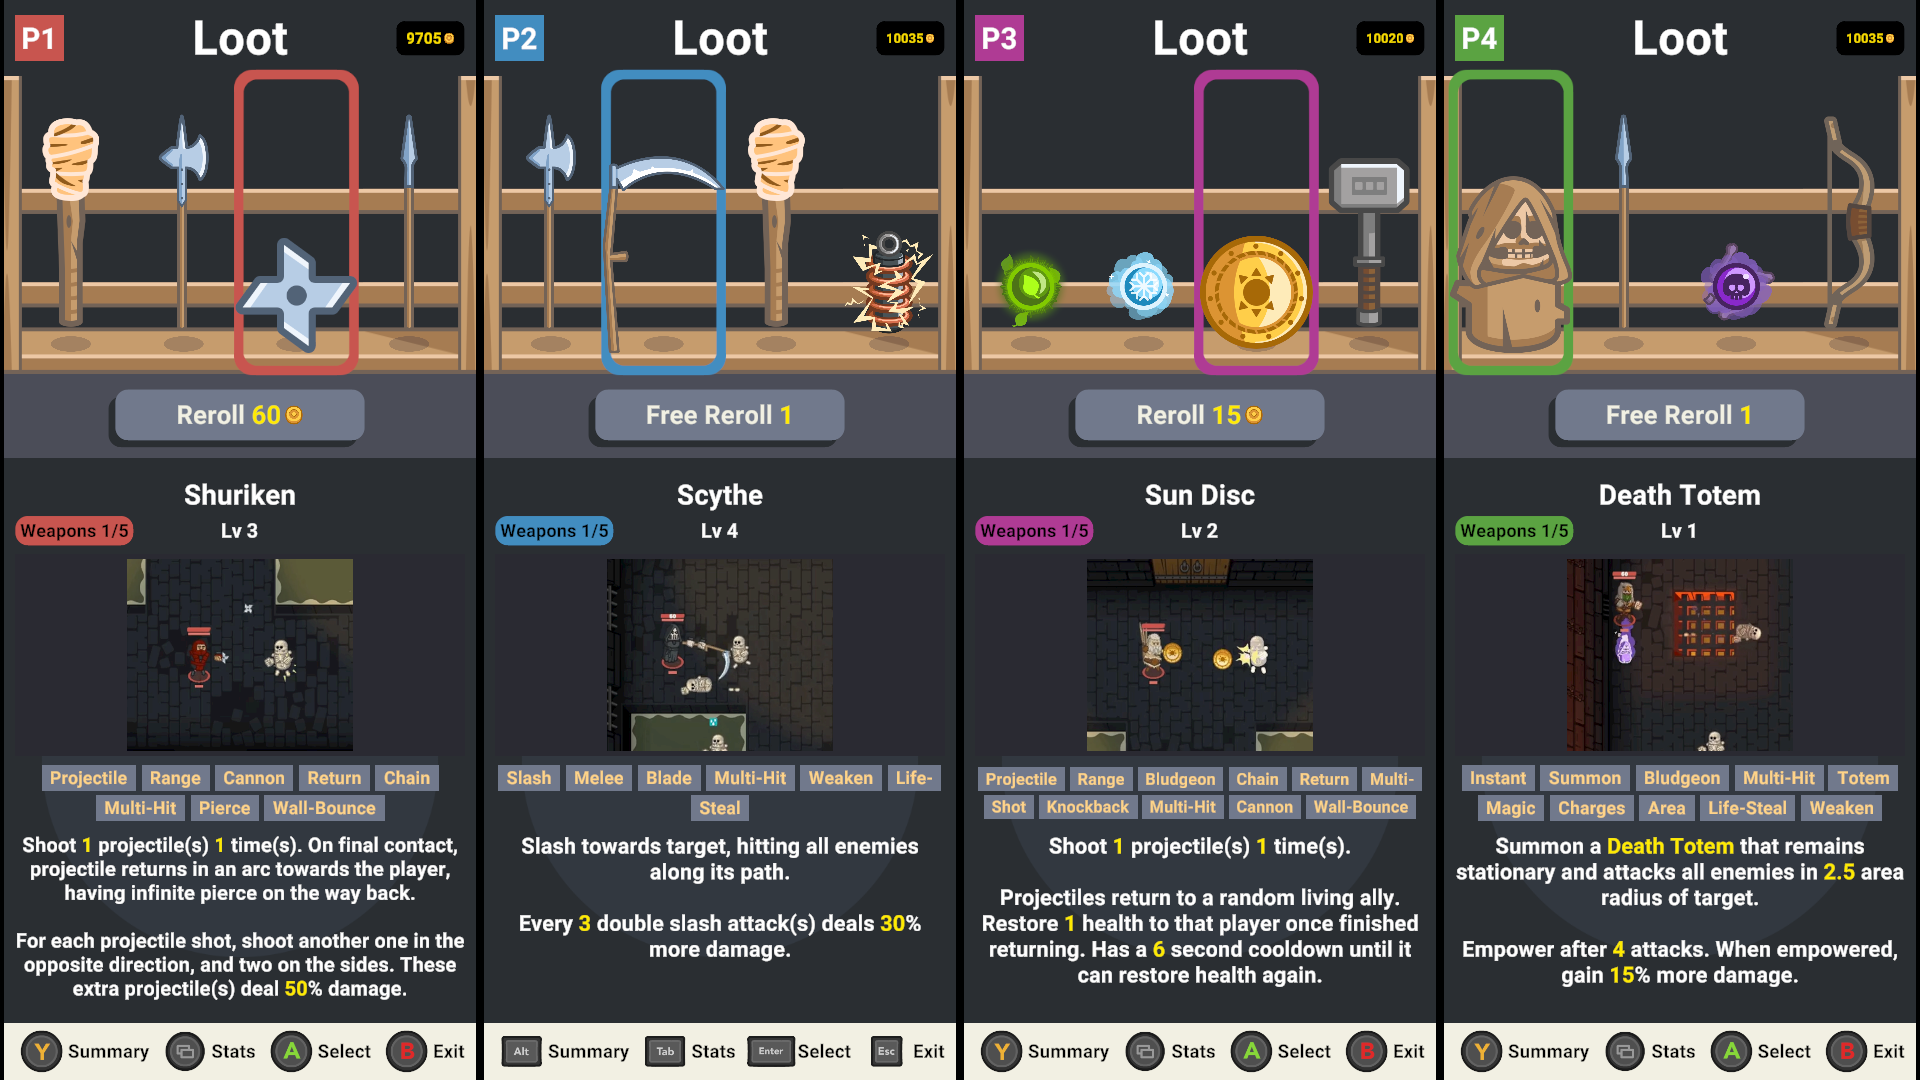 P1
Loot
9705
Reroll 60
Shuriken
Weapons 1/5
Lv 3
Projectile Range Cannon Return Chain
Multi-Hit Pierce Wall-Bounce
Shoot 1 projectile(s) 1 time(s). On final contact,
projectile returns in an arc towards the player,
having infinite pierce on the way back.
For each projectile shot, shoot another one in the
opposite direction, and two on the sides. These
extra projectile(s) deal 50% damage.
Y Summary Stats A Select B Exit
P2
Loot
10035
Free Reroll 1
Scythe
Weapons 1/5
Lv 4
Slash Melee Blade Multi-Hit Weaken Life-
Steal
Slash towards target, hitting all enemies
along its path.
Every 3 double slash attack(s) deals 30%
more damage.
Alt Summary Tab Stats Enter Select Esc Exit
P3
Loot
10020
Reroll 15
Sun Disc
Weapons 1/5
Lv 2
Projectile Range Bludgeon Chain Return Multi-
Shot Knockback Multi-Hit Cannon Wall-Bounce
Shoot 1 projectile(s) 1 time(s).
Projectiles return to a random living ally.
Restore 1 health to that player once finished
returning. Has a 6 second cooldown until it
can restore health again.
Y Summary Stats A Select B Exit
P4
Loot
10035
Free Reroll 1
Death Totem
Weapons 1/5
Lv 1
Instant Summon Bludgeon Multi-Hit Totem
Magic Charges Area Life-Steal Weaken
Summon a Death Totem that remains
stationary and attacks all enemies in 2.5 area
radius of target.
Empower after 4 attacks. When empowered,
gain 15% more damage.
Y Summary Stats A Select B Exit